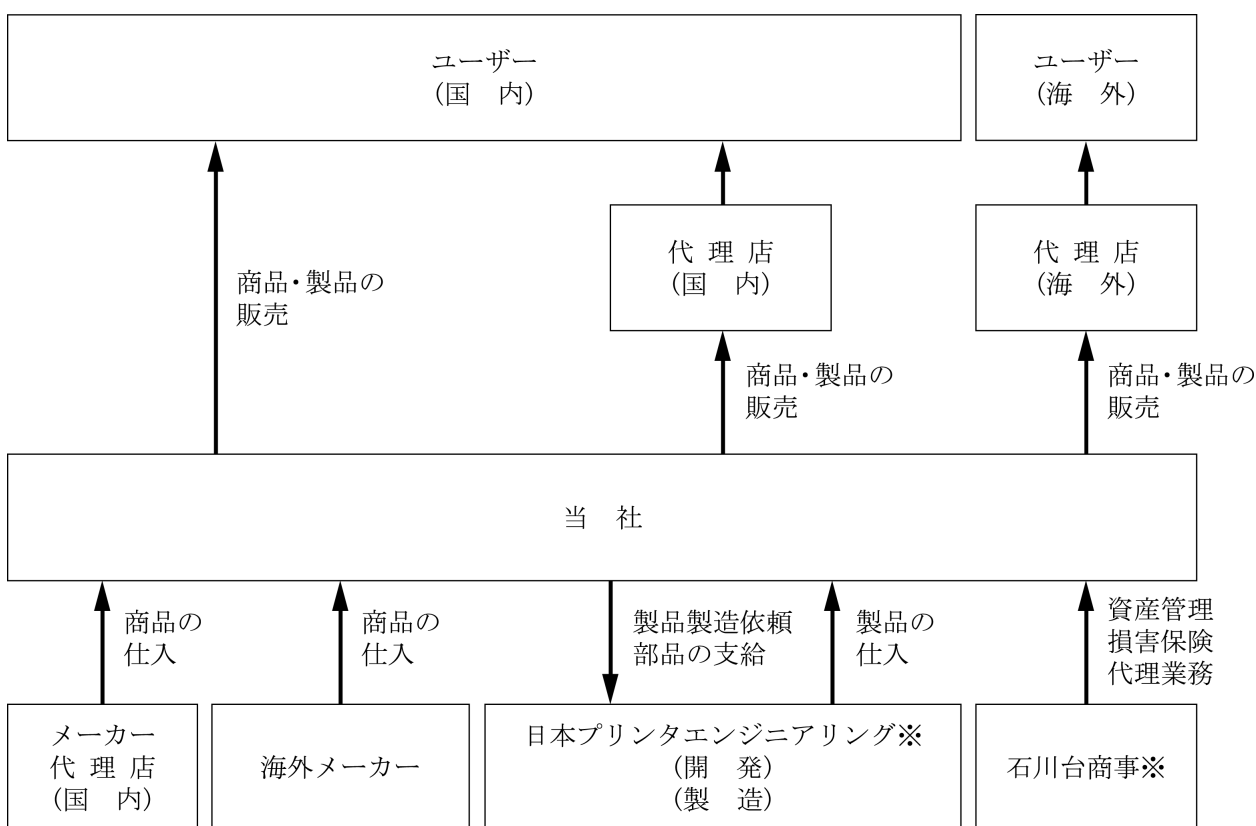 ユーザー
(国　内)
ユーザー
(海　外)
代 理 店
(国　内)
代 理 店
(海　外)
商品・製品の
販売
商品・製品の
販売
商品・製品の
販売
当　社
商品の
仕入
商品の
仕入
製品製造依頼
部品の支給
製品の
仕入
資産管理
損害保険
代理業務
メーカー
代 理 店
(国　内)
海外メーカー
日本プリンタエンジニアリング※
(開　発)
(製　造)
石川台商事※